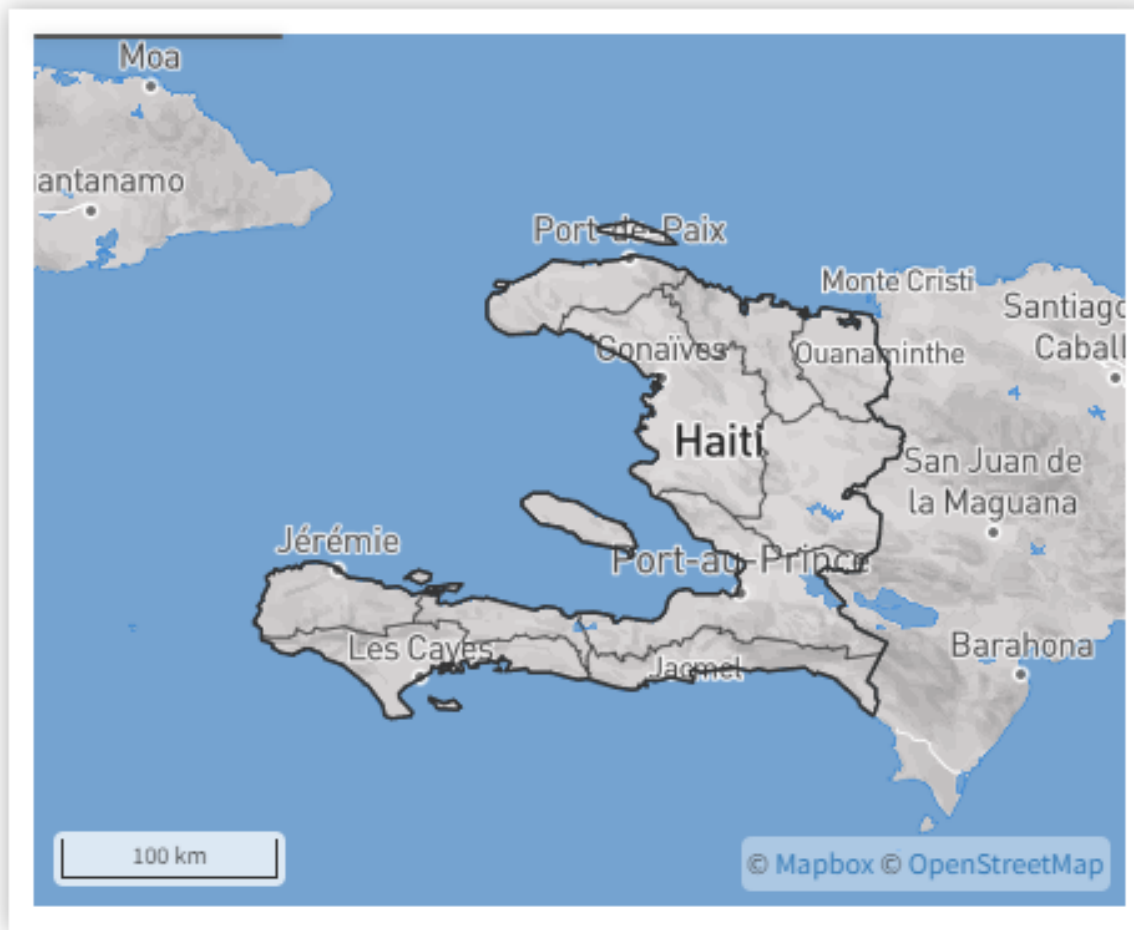 Moa
antanamo
Port-de-Paix
Monte Cristi
Santiago
Caball
Gonaïves
Ouanaminthe
Haiti
San Juan de
la Maguana
Jérémie
Port-au-Prince
Les Cayes
Jacmel
Barahona
100 km
© Mapbox © OpenStreetMap